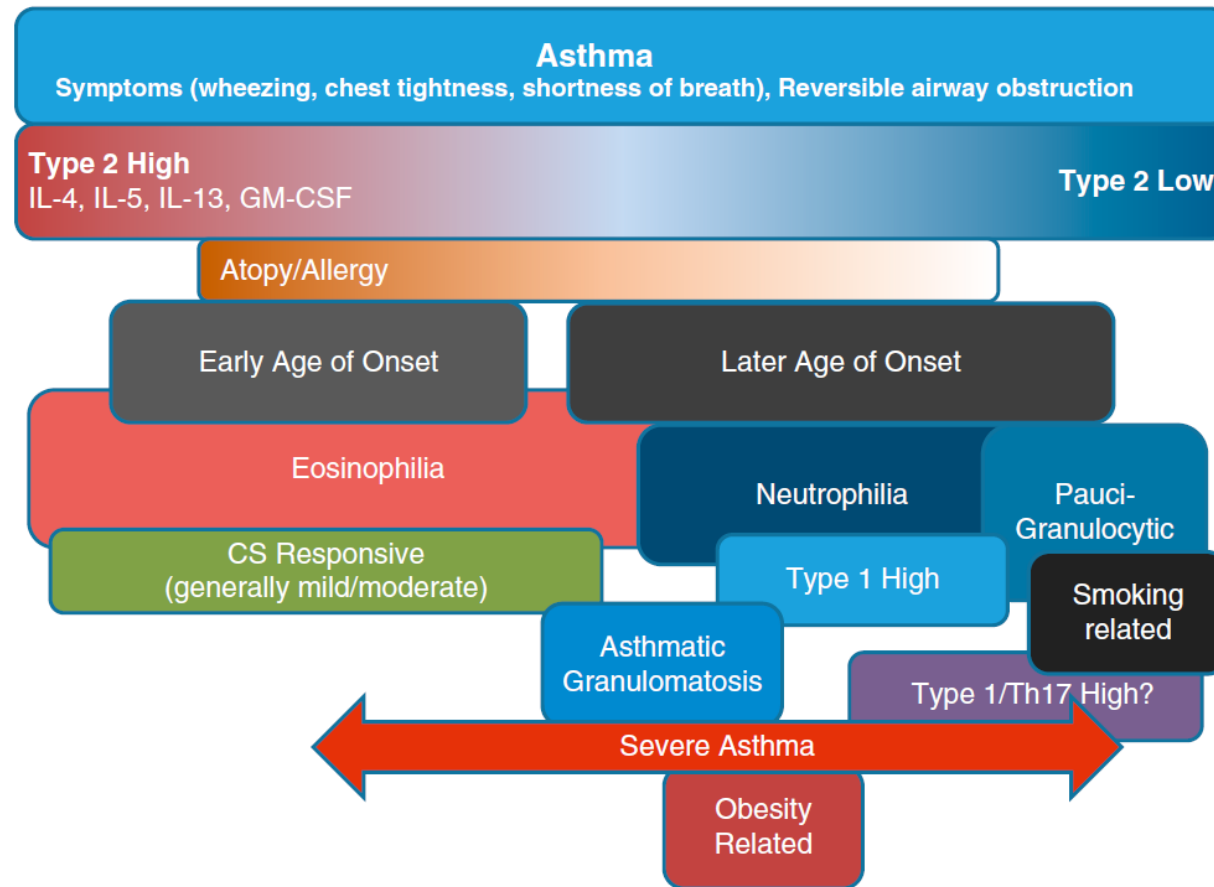 Asthma
Symptoms (wheezing, chest tightness, shortness of breath), Reversible airway obstruction
Type 2 High
IL-4, IL-5, IL-13, GM-CSF
Type 2 Low
Atopy/Allergy
Early Age of Onset
Later Age of Onset
Eosinophilia
Neutrophilia
Pauci-
Granulocytic
CS Responsive
(generally mild/moderate)
Type 1 High
Smoking
related
Asthmatic
Granulomatosis
Type 1/Th17 High?
Severe Asthma
Obesity
Related